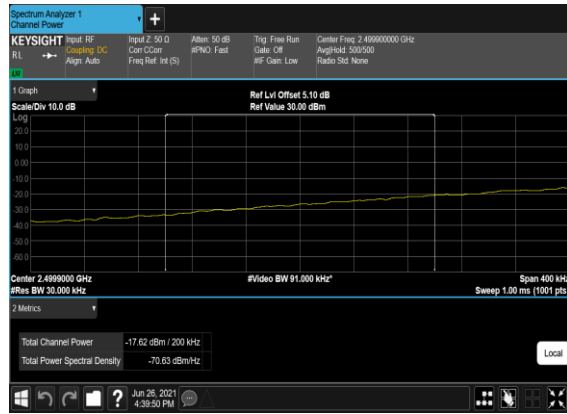 Spectrum Analyzer 1
Channel Power
+
KEYSIGHT Input: RF Input Z: 50 Ω Atten: 50 dB Trig: Free Run Center Freq: 2.499900000 GHz
RL Coupling: DC Corr CCorr #PNO: Fast Gate: Off Avg|Hold: 500/500
Align: Auto Freq Ref: Int (S) #IF Gain: Low Radio Std: None
1 Graph
Ref Lvl Offset 5.10 dB
Scale/Div 10.0 dB Ref Value 30.00 dBm
Log
20.0
10.0
0.00
-10.0
-20.0
-30.0
-40.0
-50.0
-60.0
Center 2.4999000 GHz #Video BW 91.000 kHz* Span 400 kHz
#Res BW 30.000 kHz Sweep 1.00 ms (1001 pts
2 Metrics
Total Channel Power -17.62 dBm / 200 kHz
Total Power Spectral Density -70.63 dBm/Hz
Local
? Jun 26, 2021
4:39:50 PM